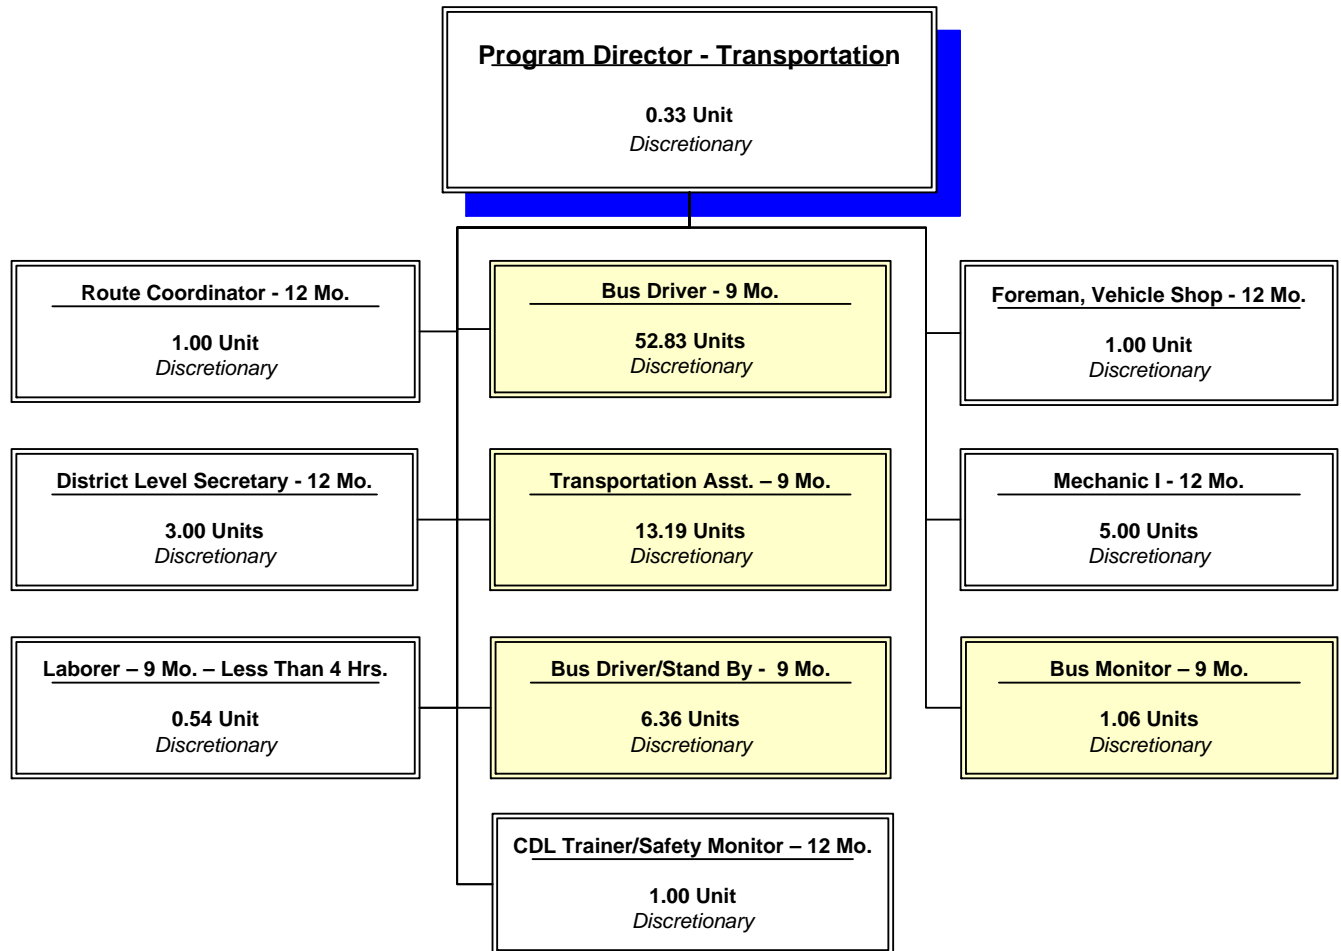 Program Director - Transportation
0.33 Unit
Discretionary
Route Coordinator - 12 Mo.
1.00 Unit
Discretionary
Bus Driver - 9 Mo.
52.83 Units
Discretionary
Foreman, Vehicle Shop - 12 Mo.
1.00 Unit
Discretionary
District Level Secretary - 12 Mo.
3.00 Units
Discretionary
Transportation Asst. – 9 Mo.
13.19 Units
Discretionary
Mechanic I - 12 Mo.
5.00 Units
Discretionary
Laborer – 9 Mo. – Less Than 4 Hrs.
0.54 Unit
Discretionary
Bus Driver/Stand By - 9 Mo.
6.36 Units
Discretionary
Bus Monitor – 9 Mo.
1.06 Units
Discretionary
CDL Trainer/Safety Monitor – 12 Mo.
1.00 Unit
Discretionary